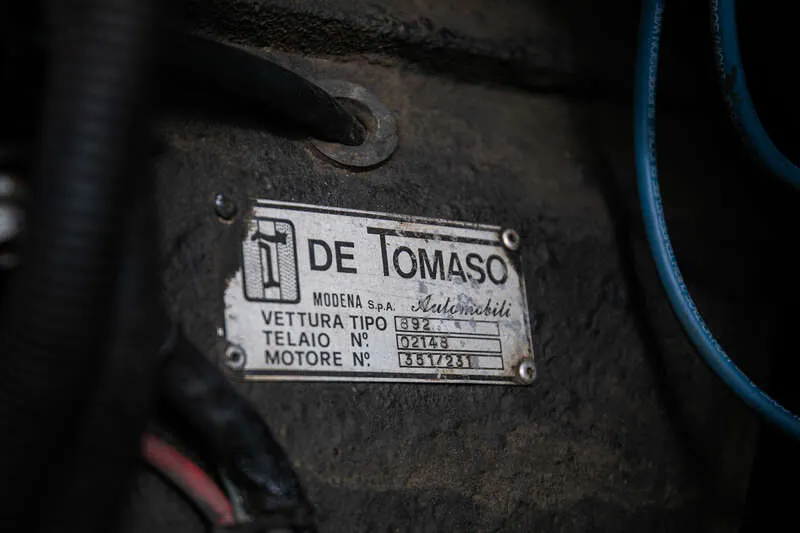 DE TOMASO
MODENA S.p.A. Automobili
VETTURA TIPO 892
TELAIO Nº. 02148
MOTORE Nº. 351/231